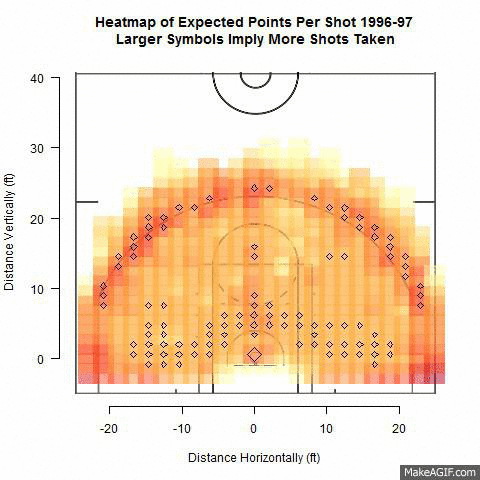 Heatmap of Expected Points Per Shot 1996-97
Larger Symbols Imply More Shots Taken
40
30
20
10
0
Distance Vertically (ft)
-20 -10 0 10 20
Distance Horizontally (ft)
MakeAGIF.com